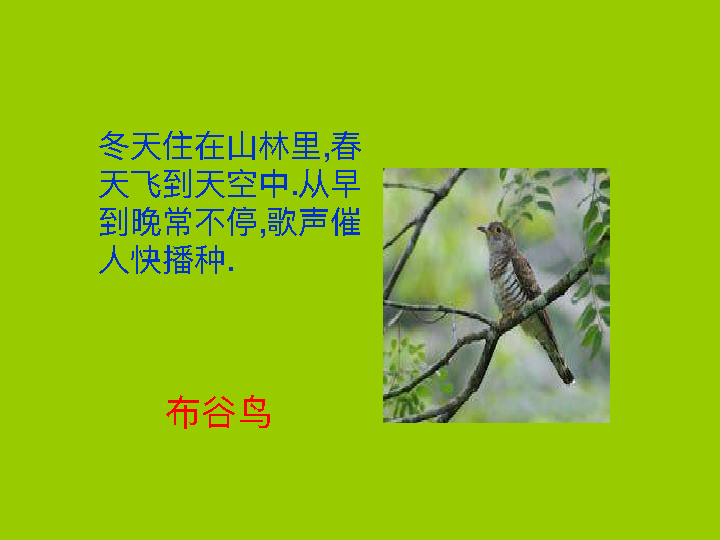 冬天住在山林里,春
天飞到天空中.从早
到晚常不停,歌声催
人快播种.
布谷鸟